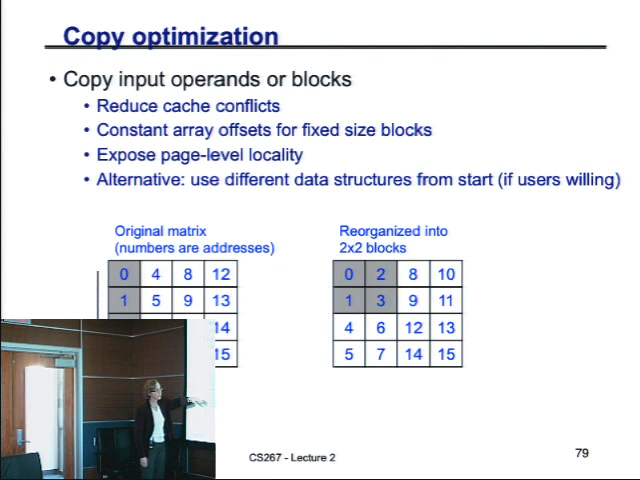 Copy optimization
• Copy input operands or blocks
• Reduce cache conflicts
• Constant array offsets for fixed size blocks
• Expose page-level locality
• Alternative: use different data structures from start (if users willing)
Original matrix
(numbers are addresses)
0 4 8 12
1 5 9 13
14
15
Reorganized into
2x2 blocks
0 2 8 10
1 3 9 11
4 6 12 13
5 7 14 15
CS267 - Lecture 2
79